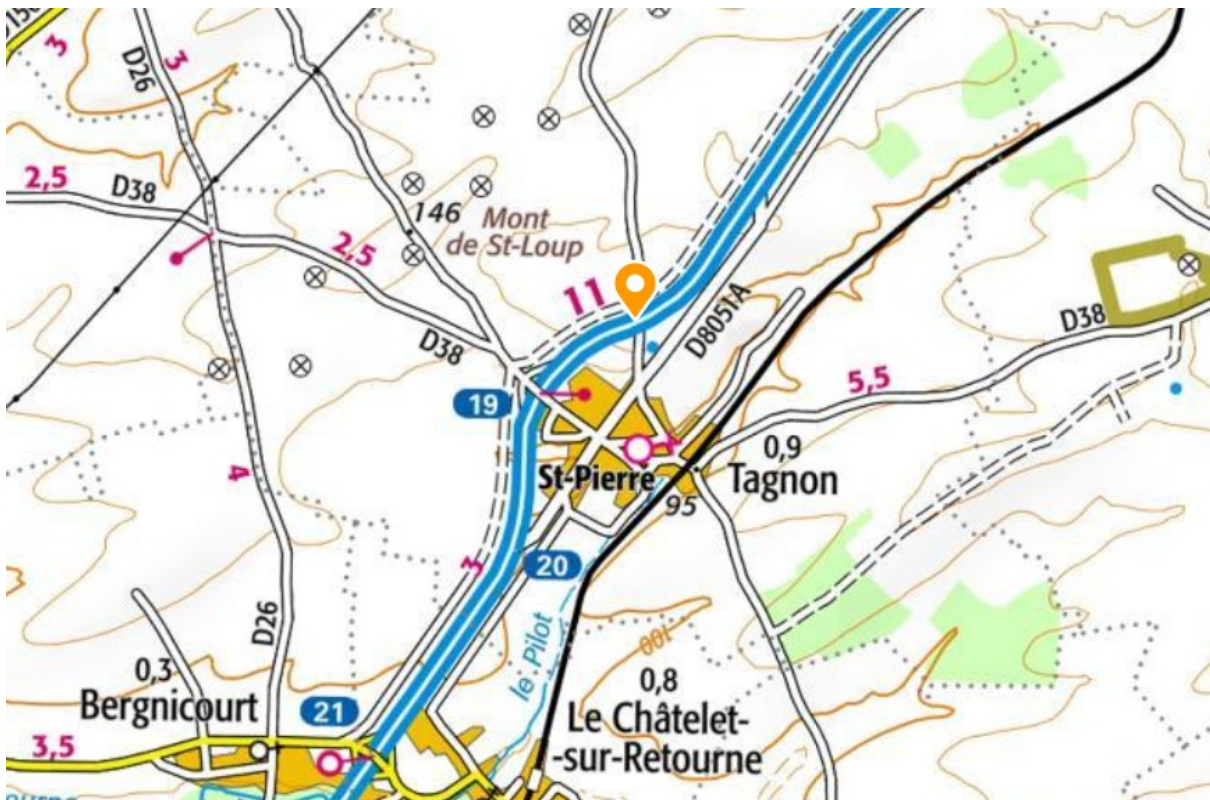 3
D26
3
2,5
D38
146
Mont
de St-Loup
2,5
11
D8051A
D38
D38
5,5
19
0,9
St-Pierre
Tagnon
95
4
3
20
D26
le Pilot
100
0,3
Bergnicourt
21
0,8
Le Châtelet-
-sur-Retourne
3,5